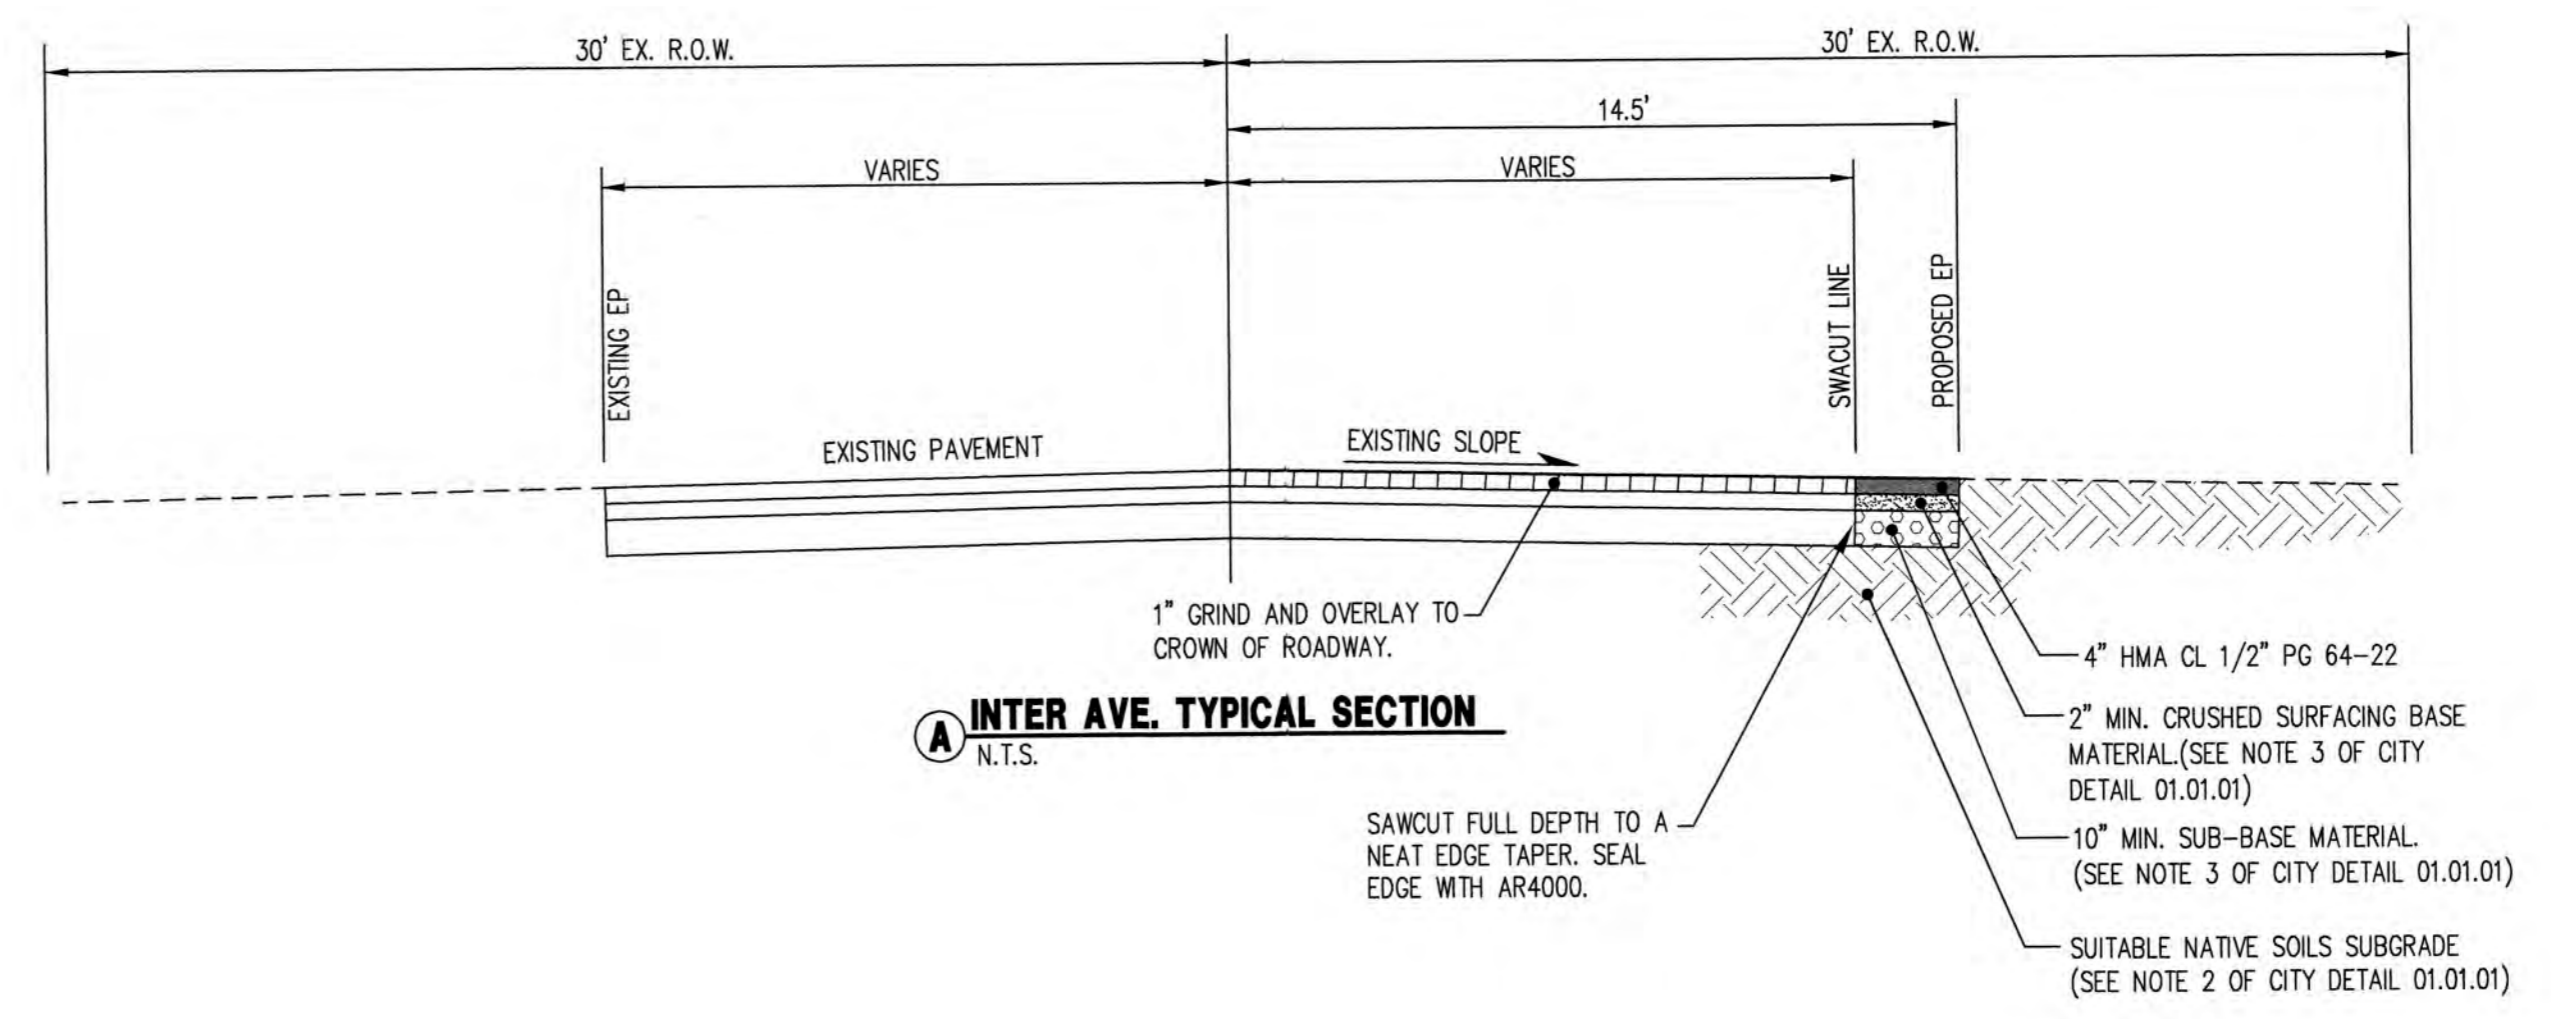 30' EX. R.O.W.
30' EX. R.O.W.
14.5'
VARIES
VARIES
EXISTING EP
SWACUT LINE
PROPOSED EP
EXISTING PAVEMENT
EXISTING SLOPE
1" GRIND AND OVERLAY TO
CROWN OF ROADWAY.
A INTER AVE. TYPICAL SECTION
N.T.S.
SAWCUT FULL DEPTH TO A
NEAT EDGE TAPER. SEAL
EDGE WITH AR4000.
4" HMA CL 1/2" PG 64-22
2" MIN. CRUSHED SURFACING BASE
MATERIAL.(SEE NOTE 3 OF CITY
DETAIL 01.01.01)
10" MIN. SUB-BASE MATERIAL.
(SEE NOTE 3 OF CITY DETAIL 01.01.01)
SUITABLE NATIVE SOILS SUBGRADE
(SEE NOTE 2 OF CITY DETAIL 01.01.01)